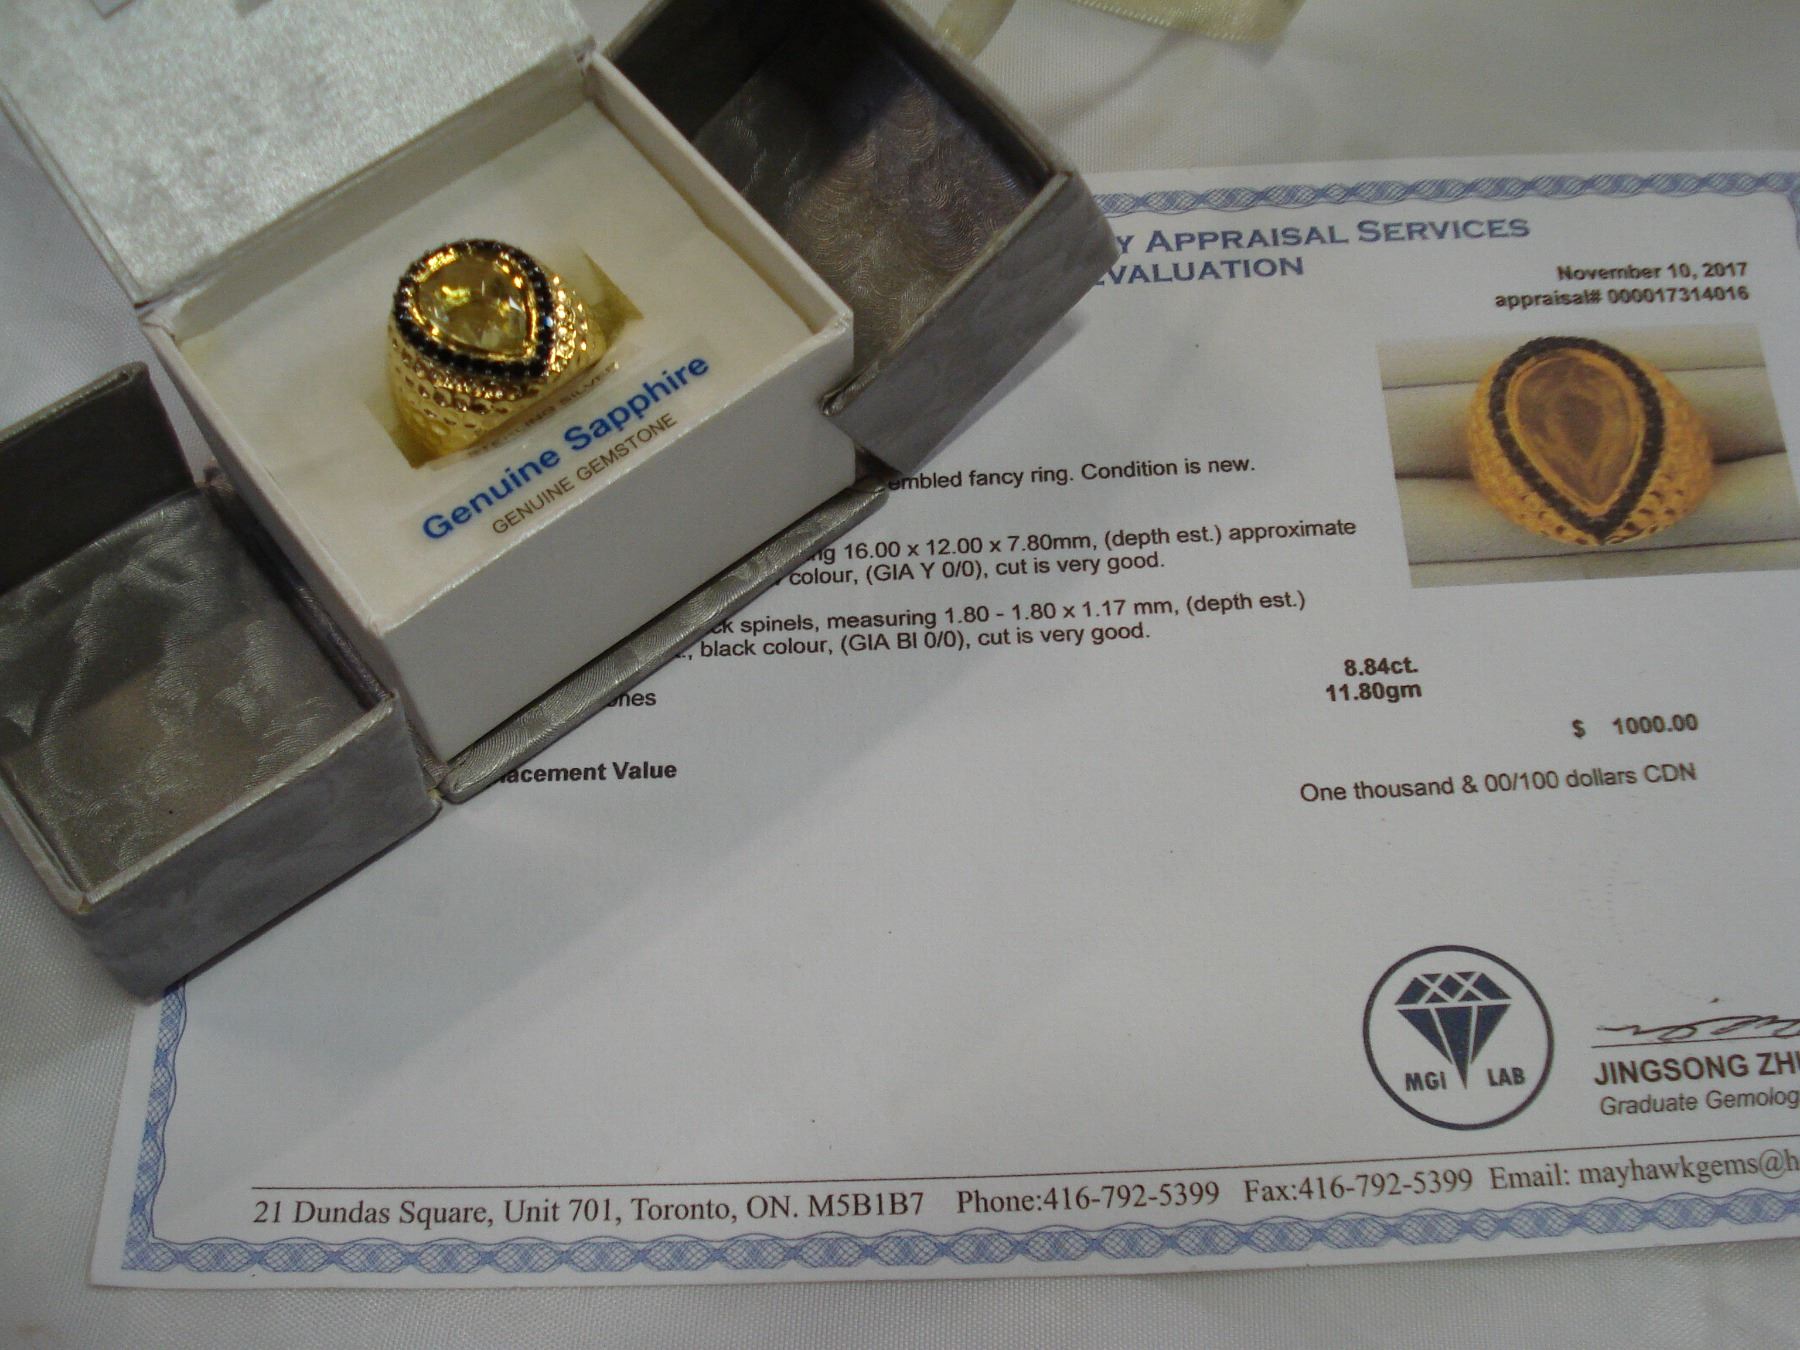 STERLING SILVER
Genuine Sapphire
GENUINE GEMSTONE
Y APPRAISAL SERVICES
VALUATION
November 10, 2017
appraisal# 000017314016
embled fancy ring. Condition is new.
ng 16.00 x 12.00 x 7.80mm, (depth est.) approximate
colour, (GIA Y 0/0), cut is very good.
ck spinels, measuring 1.80 - 1.80 x 1.17 mm, (depth est.)
., black colour, (GIA Bl 0/0), cut is very good.
8.84ct.
ones
11.80gm
$ 1000.00
lacement Value
One thousand & 00/100 dollars CDN
MGi LAB
JINGSONG ZH
Graduate Gemolog
21 Dundas Square, Unit 701, Toronto, ON. M5B1B7 Phone:416-792-5399 Fax:416-792-5399 Email: mayhawkgems@h